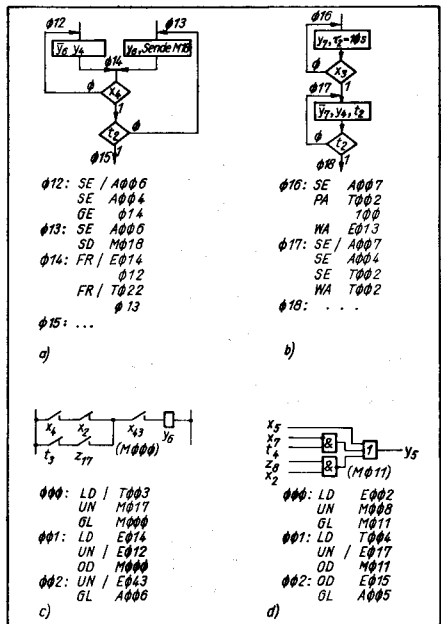 φ12
φ13
ȳ6 y4
y6, Sende M18
φ14
φ
x4
1
t2
φ
φ15
1
φ12: SE / Aφφ6
SE Aφφ4
GE φ14
φ13: SE Aφφ6
SD Mφ18
φ14: FR / Eφ14
φ12
FR / Tφ22
φ13
φ15: ...
a)
φ16
y7, τ2=1φs
φ
x3
φ17
1
ȳ7, y4, t2
φ
t2
φ18
1
φ16: SE Aφφ7
PA Tφφ2
1φφ
WA Eφ13
φ17: SE / Aφφ7
SE Aφφ4
SE Tφφ2
WA Tφφ2
φ18: . . .
b)
x4 x2 x43 y6
t3 z17 (Mφφφ)
φφφ: LD / Tφφ3
UN Mφ17
GL Mφφφ
φφ1: LD Eφ14
UN / Eφ12
OD Mφφφ
φφ2: UN / Eφ43
GL Aφφ6
c)
x5
x7
t4
z8
x2
&
&
1
y5
(Mφ11)
φφφ: LD Eφφ2
UN Mφφ8
GL Mφ11
φφ1: LD Tφφ4
UN / Eφ17
OD Mφ11
φφ2: OD Eφ15
GL Aφφ5
d)